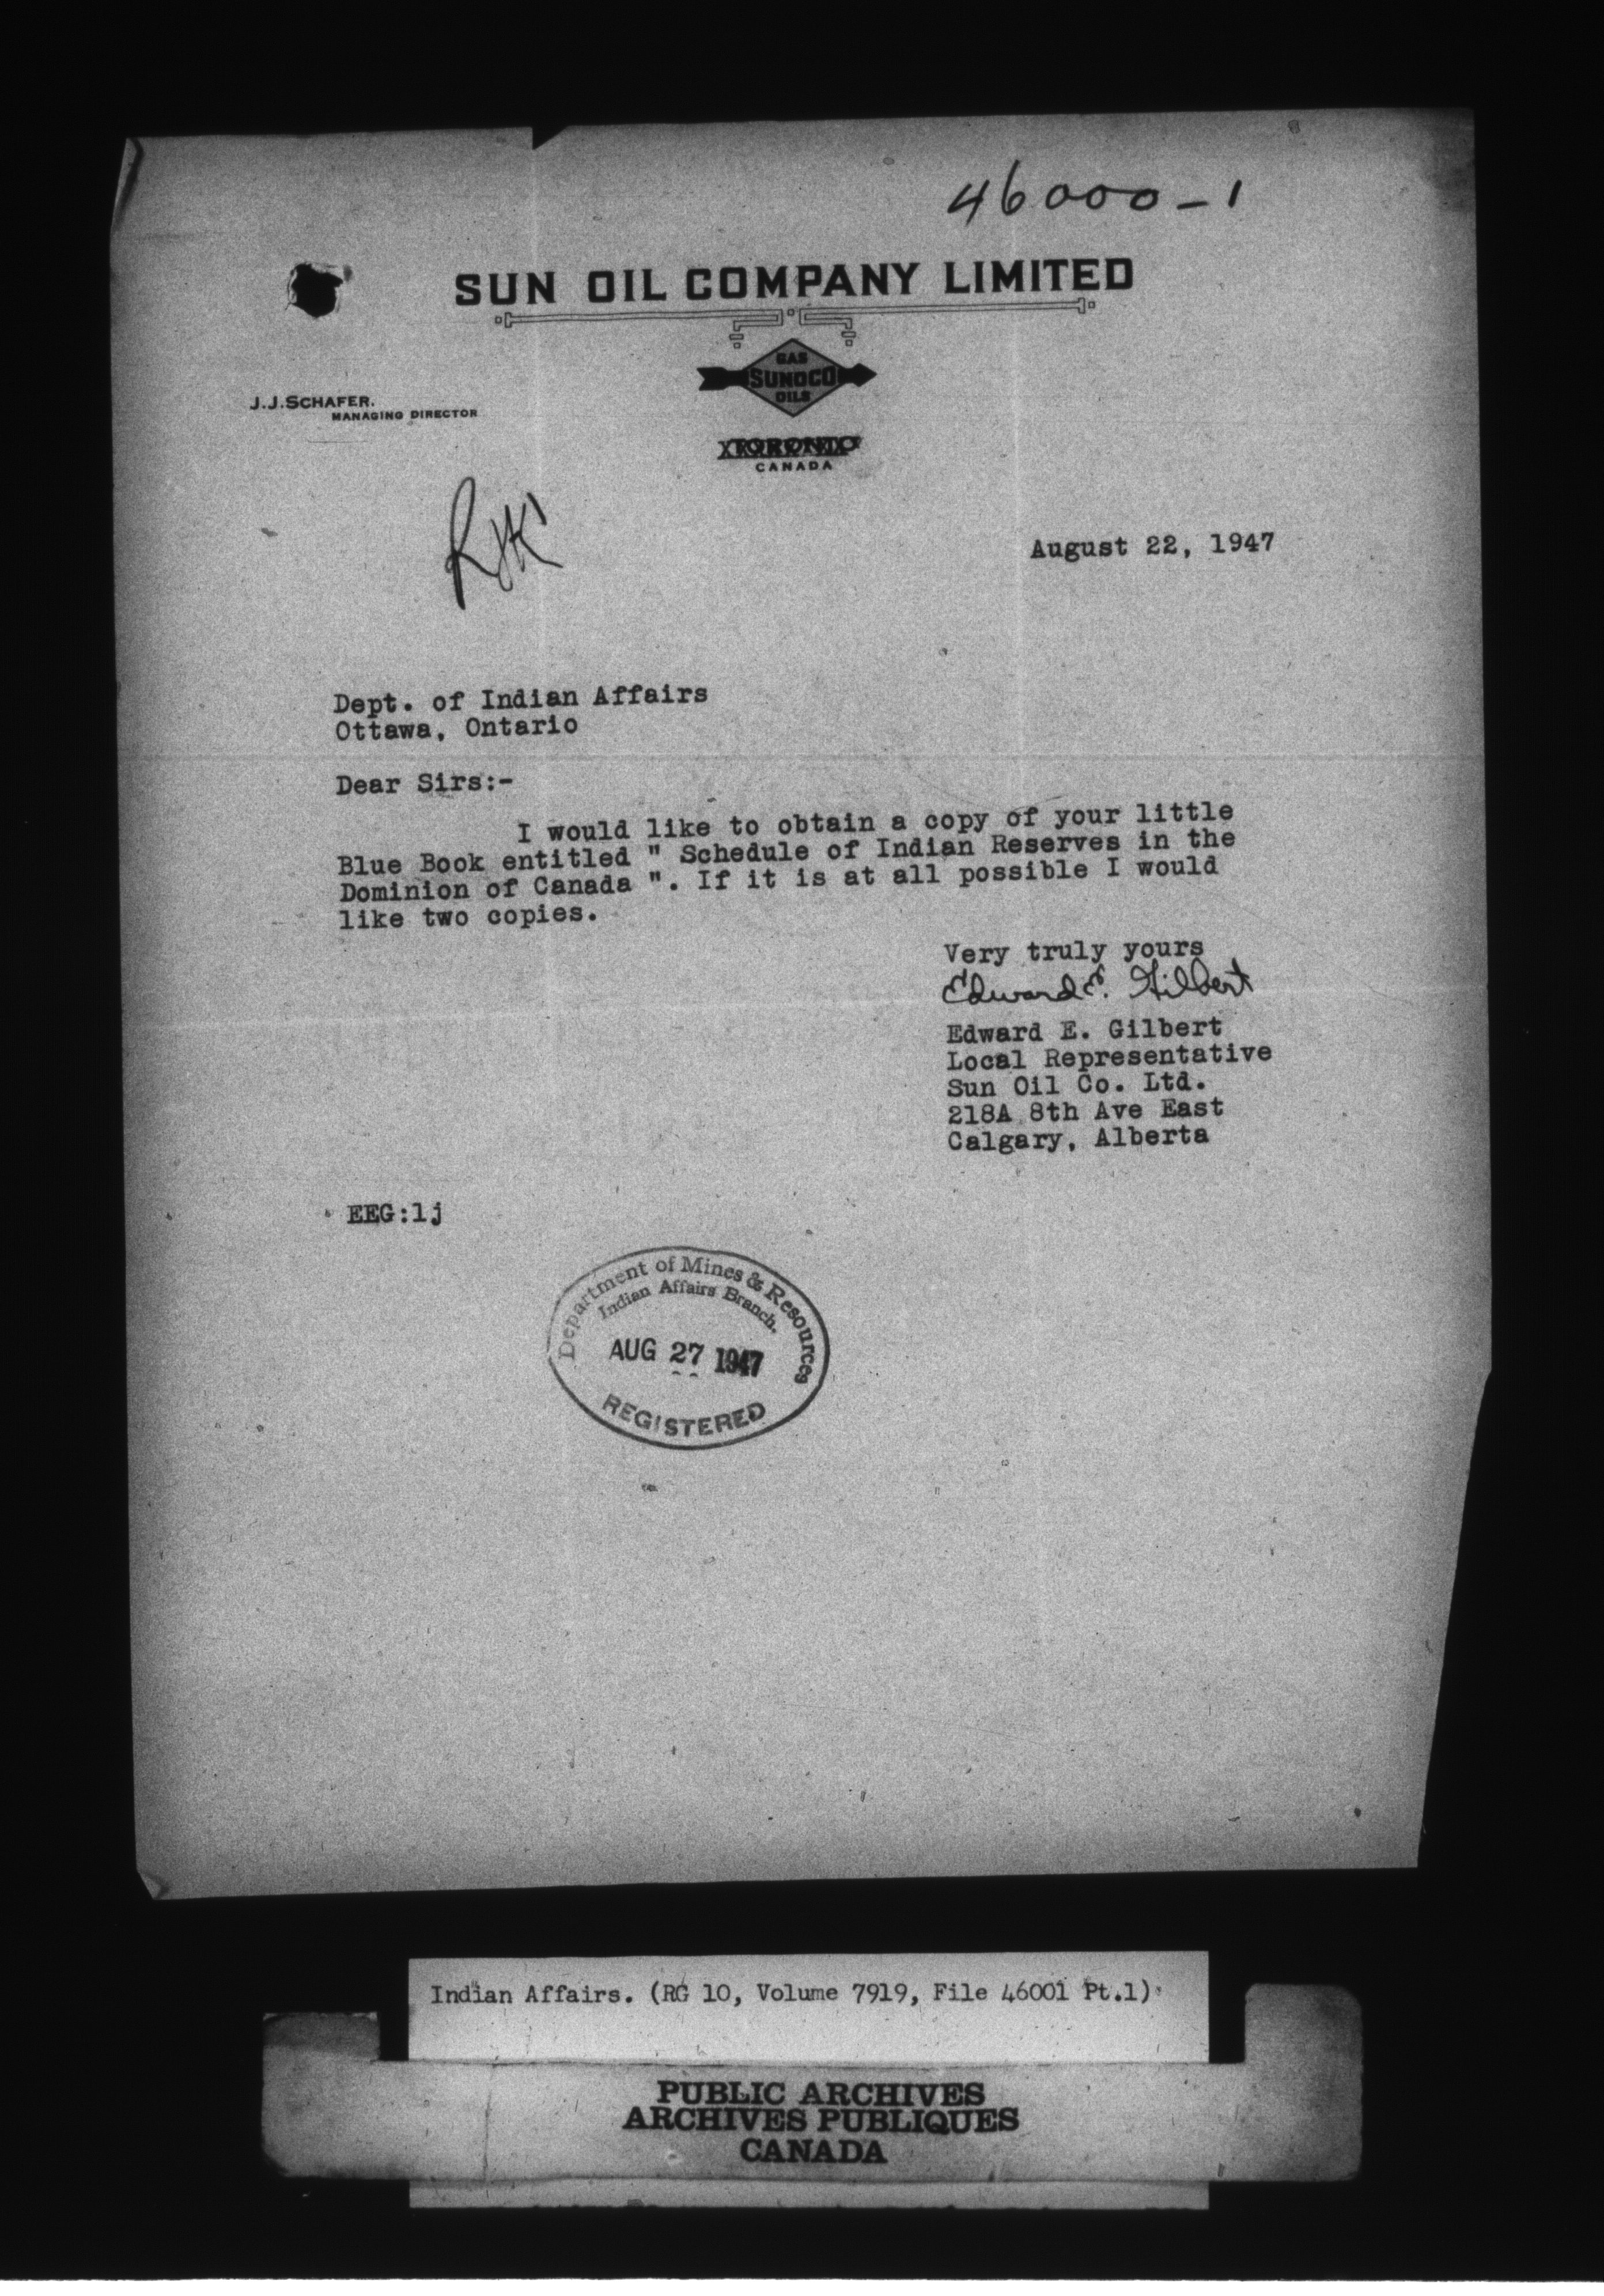 46000-1
SUN OIL COMPANY LIMITED
GAS
SUNOCO
OILS
J.J.SCHAFER.
MANAGING DIRECTOR
TORONTO
CANADA
August 22, 1947
Dept. of Indian Affairs
Ottawa, Ontario
Dear Sirs:-
I would like to obtain a copy of your little
Blue Book entitled " Schedule of Indian Reserves in the
Dominion of Canada ". If it is at all possible I would
like two copies.
Very truly yours
Edward E. Gilbert
Edward E. Gilbert
Local Representative
Sun Oil Co. Ltd.
218A 8th Ave East
Calgary, Alberta
EEG:lj
Department of Mines & Resources
Indian Affairs Branch.
AUG 27 1947
REGISTERED
Indian Affairs. (RG 10, Volume 7919, File 46001 Pt.1)
PUBLIC ARCHIVES
ARCHIVES PUBLIQUES
CANADA